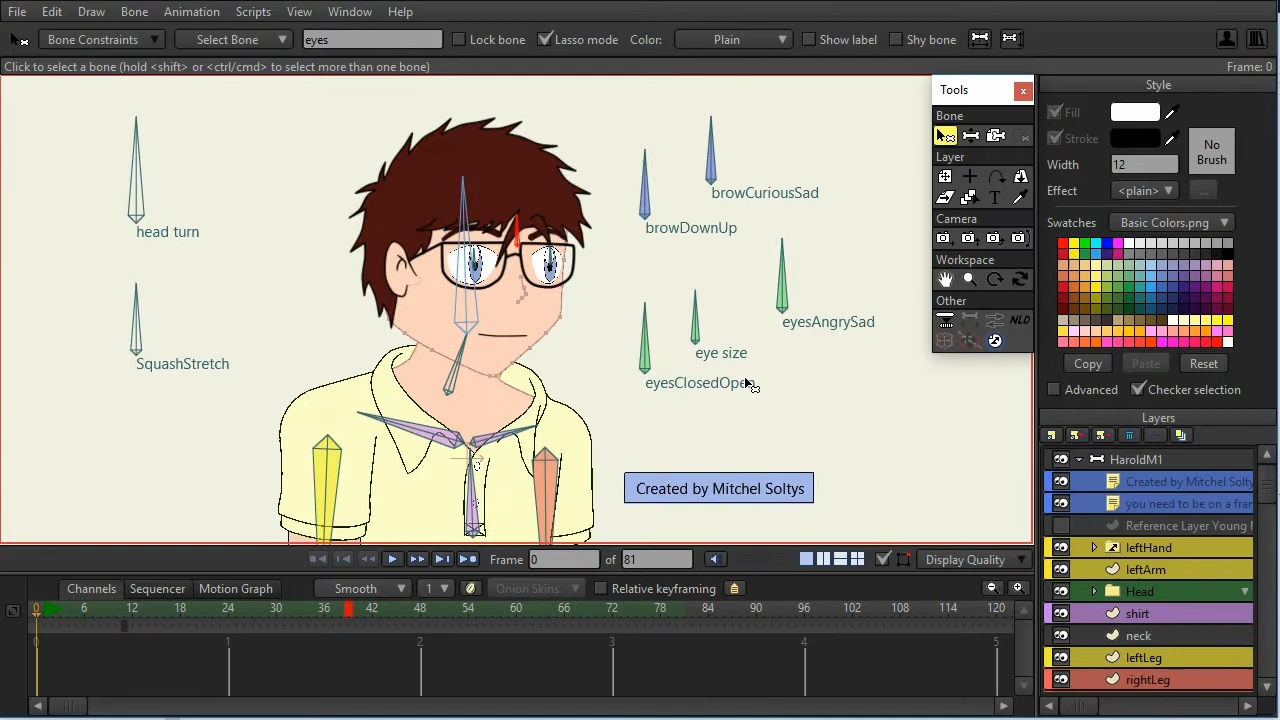 File Edit Draw Bone Animation Scripts View Window Help
Bone Constraints Select Bone eyes Lock bone Lasso mode Color: Plain Show label Shy bone
Click to select a bone (hold <shift> or <ctrl/cmd> to select more than one bone) Frame: 0
Tools
Bone
Layer
Camera
Workspace
Other
NLD
Style
Fill
Stroke
No
Brush
Width 12
Effect <plain> ...
Swatches Basic Colors.png
Copy Paste Reset
Advanced Checker selection
Layers
HaroldM1
Created by Mitchel Soltys
you need to be on a fram
Reference Layer Young M
leftHand
leftArm
Head
shirt
neck
leftLeg
rightLeg
head turn
SquashStretch
browCuriousSad
browDownUp
eyesAngrySad
eye size
eyesClosedOpen
Created by Mitchel Soltys
Frame 0 of 81 Display Quality
Channels Sequencer Motion Graph Smooth 1 Onion Skins Relative keyframing
0 6 12 18 24 30 36 42 48 54 60 66 72 78 84 90 96 102 108 114 120
0 1 2 3 4 5